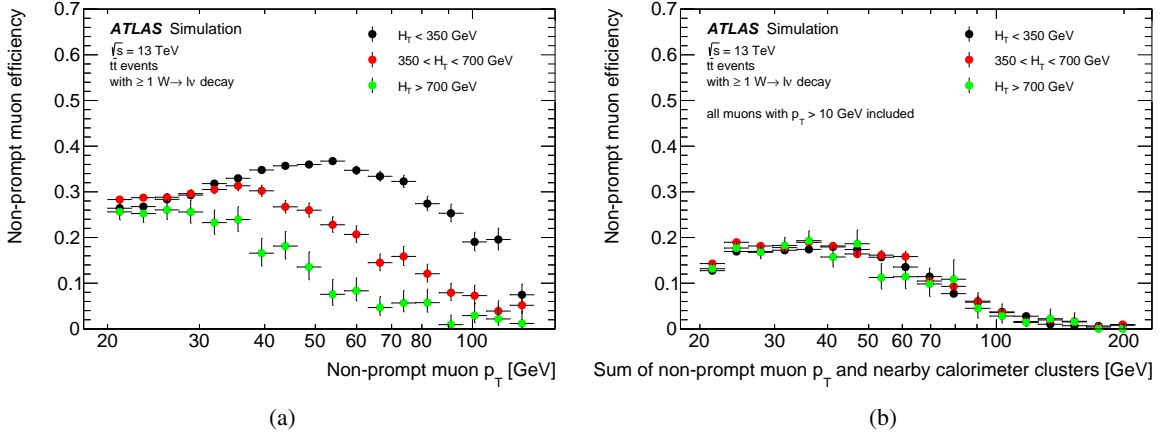 ATLAS Simulation
√s = 13 TeV
tt̄ events
with ≥ 1 W→ lν decay
H_T < 350 GeV
350 < H_T < 700 GeV
H_T > 700 GeV
Non-prompt muon efficiency
0.7
0.6
0.5
0.4
0.3
0.2
0.1
0
20 30 40 50 60 70 80 100
Non-prompt muon p_T [GeV]
(a)
ATLAS Simulation
√s = 13 TeV
tt̄ events
with ≥ 1 W→ lν decay
all muons with p_T > 10 GeV included
H_T < 350 GeV
350 < H_T < 700 GeV
H_T > 700 GeV
Non-prompt muon efficiency
0.7
0.6
0.5
0.4
0.3
0.2
0.1
0
20 30 40 50 60 70 80 100 200
Sum of non-prompt muon p_T and nearby calorimeter clusters [GeV]
(b)